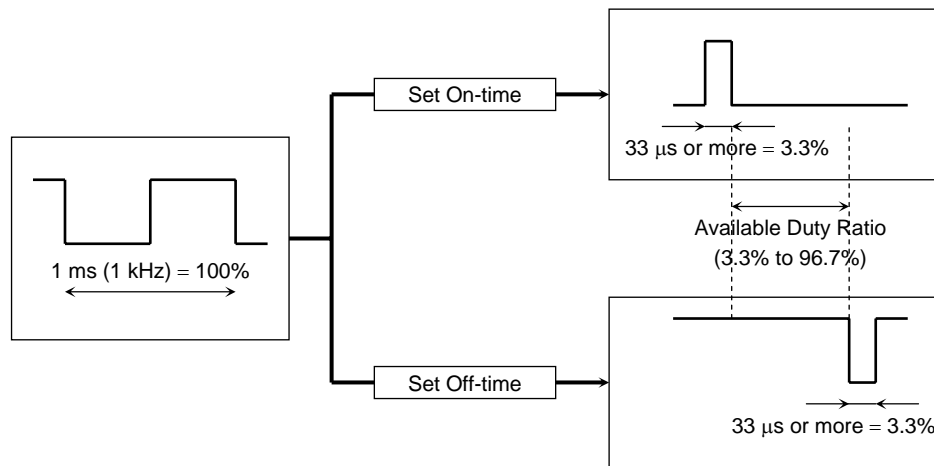 Set On-time
33 μs or more = 3.3%
1 ms (1 kHz) = 100%
Available Duty Ratio
(3.3% to 96.7%)
Set Off-time
33 μs or more = 3.3%